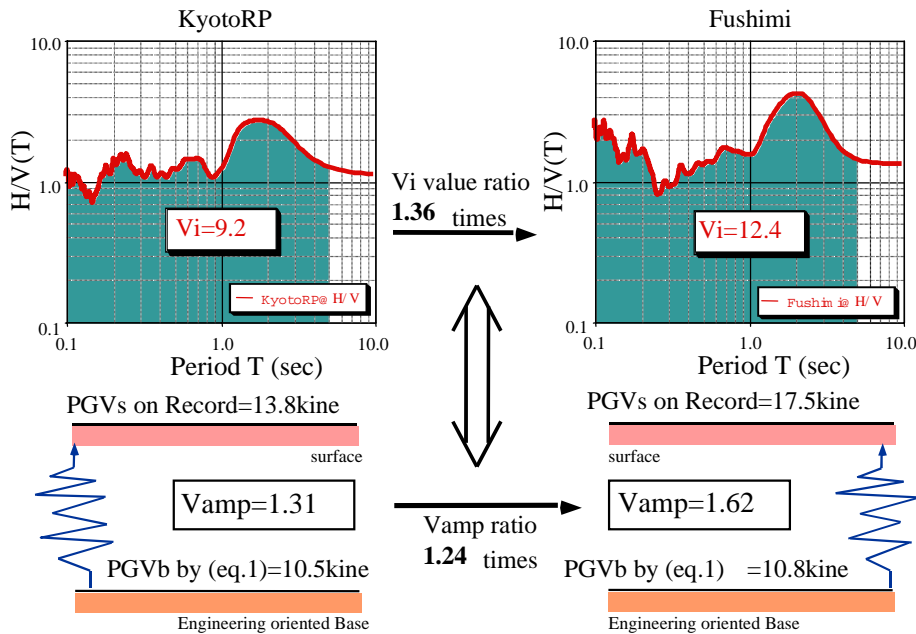 KyotoRP
10.0
1.0
0.1
H/V(T)
Vi=9.2
KyotoRP@ H/V
0.1
1.0
10.0
Period T (sec)
Vi value ratio
1.36 times
Fushimi
10.0
1.0
0.1
H/V(T)
Vi=12.4
Fushimi@ H/V
0.1
1.0
10.0
Period T (sec)
PGVs on Record=13.8kine
surface
Vamp=1.31
PGVb by (eq.1)=10.5kine
Engineering oriented Base
Vamp ratio
1.24 times
PGVs on Record=17.5kine
surface
Vamp=1.62
PGVb by (eq.1) =10.8kine
Engineering oriented Base